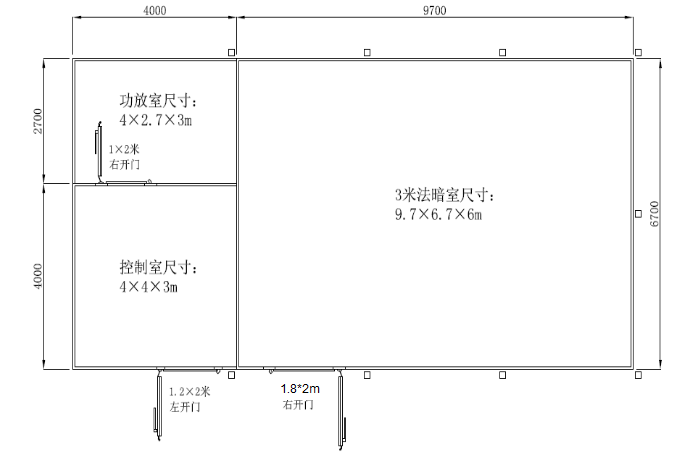 4000
9700
2700
功放室尺寸：
4×2.7×3m
1×2米
右开门
3米法暗室尺寸：
9.7×6.7×6m
6700
4000
控制室尺寸：
4×4×3m
1.2×2米
左开门
1.8*2m
右开门